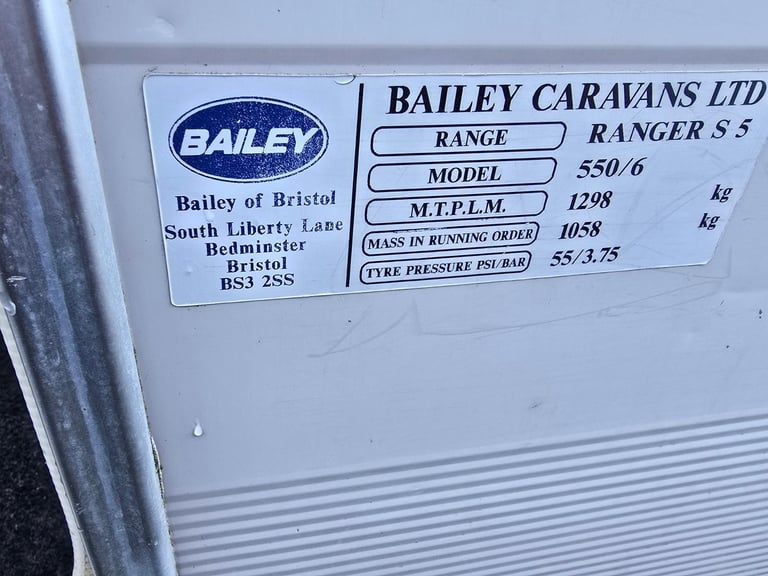 BAILEY
Bailey of Bristol
South Liberty Lane
Bedminster
Bristol
BS3 2SS
BAILEY CARAVANS LTD
RANGE RANGER S 5
MODEL 550/6
M.T.P.L.M. 1298 kg
MASS IN RUNNING ORDER 1058 kg
TYRE PRESSURE PSI/BAR 55/3.75